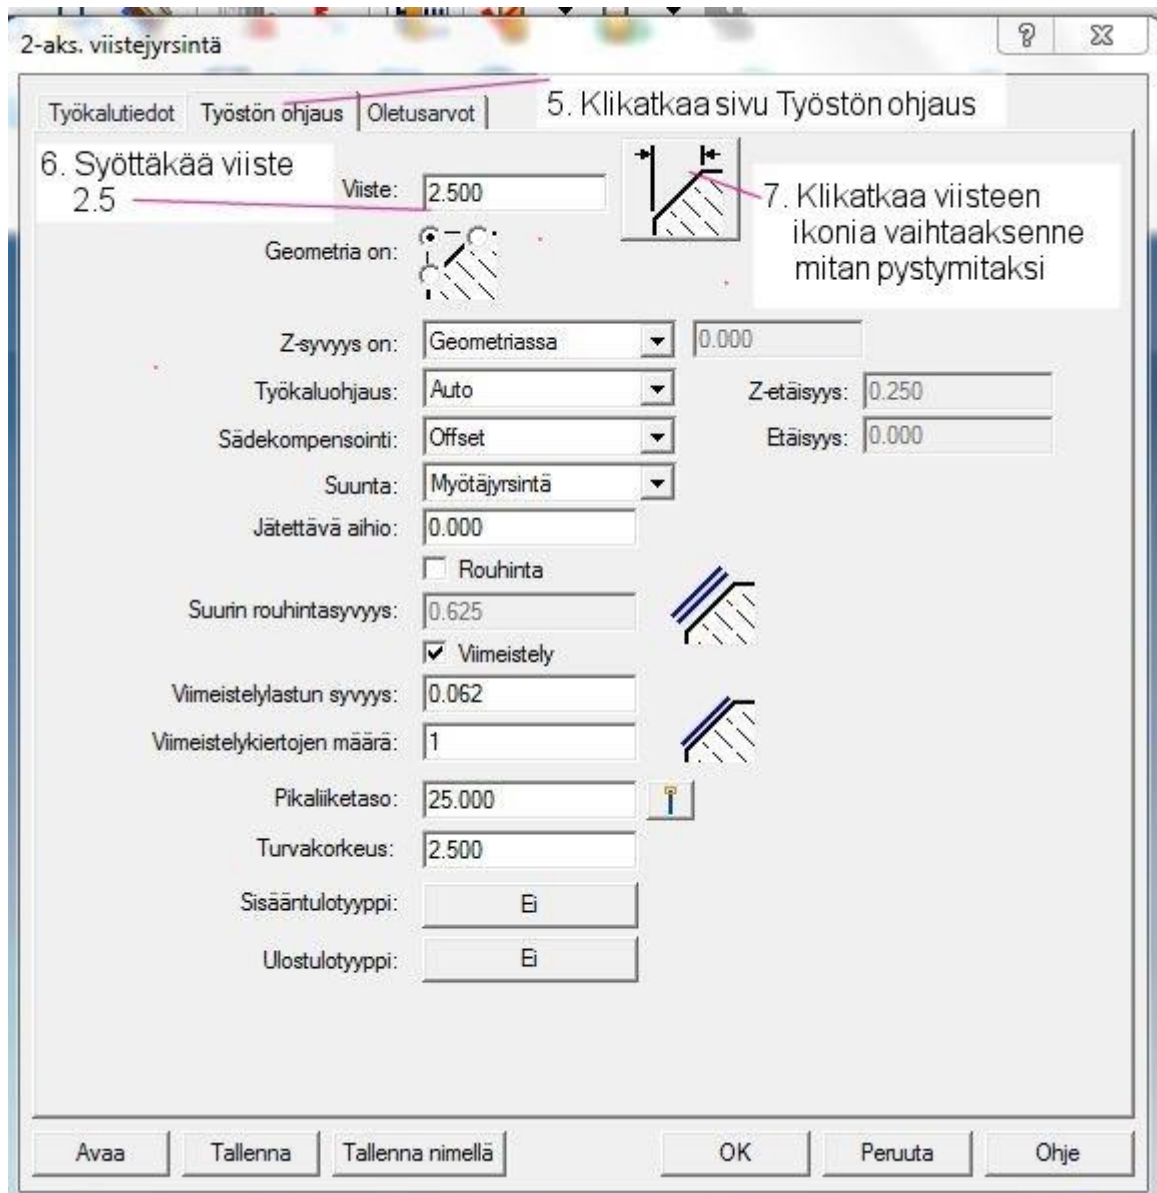 2-aks. viistejyrsintä
Työkalutiedot Työstön ohjaus Oletusarvot
5. Klikatkaa sivu Työstön ohjaus
6. Syöttäkää viiste
2.5
Viiste: 2.500
7. Klikatkaa viisteen
ikonia vaihtaaksenne
mitan pystymitaksi
Geometria on:
Z-syvyys on: Geometriassa 0.000
Työkaluohjaus: Auto Z-etäisyys: 0.250
Sädekompensointi: Offset Etäisyys: 0.000
Suunta: Myötäjyrsintä
Jätettävä aihio: 0.000
Rouhinta
Suurin rouhintasyvyys: 0.625
Viimeistely
Viimeistelylastun syvyys: 0.062
Viimeistelykiertojen määrä: 1
Pikaliiketaso: 25.000
Turvakorkeus: 2.500
Sisääntulotyyppi: Ei
Ulostulotyyppi: Ei
Avaa Tallenna Tallenna nimellä OK Peruuta Ohje